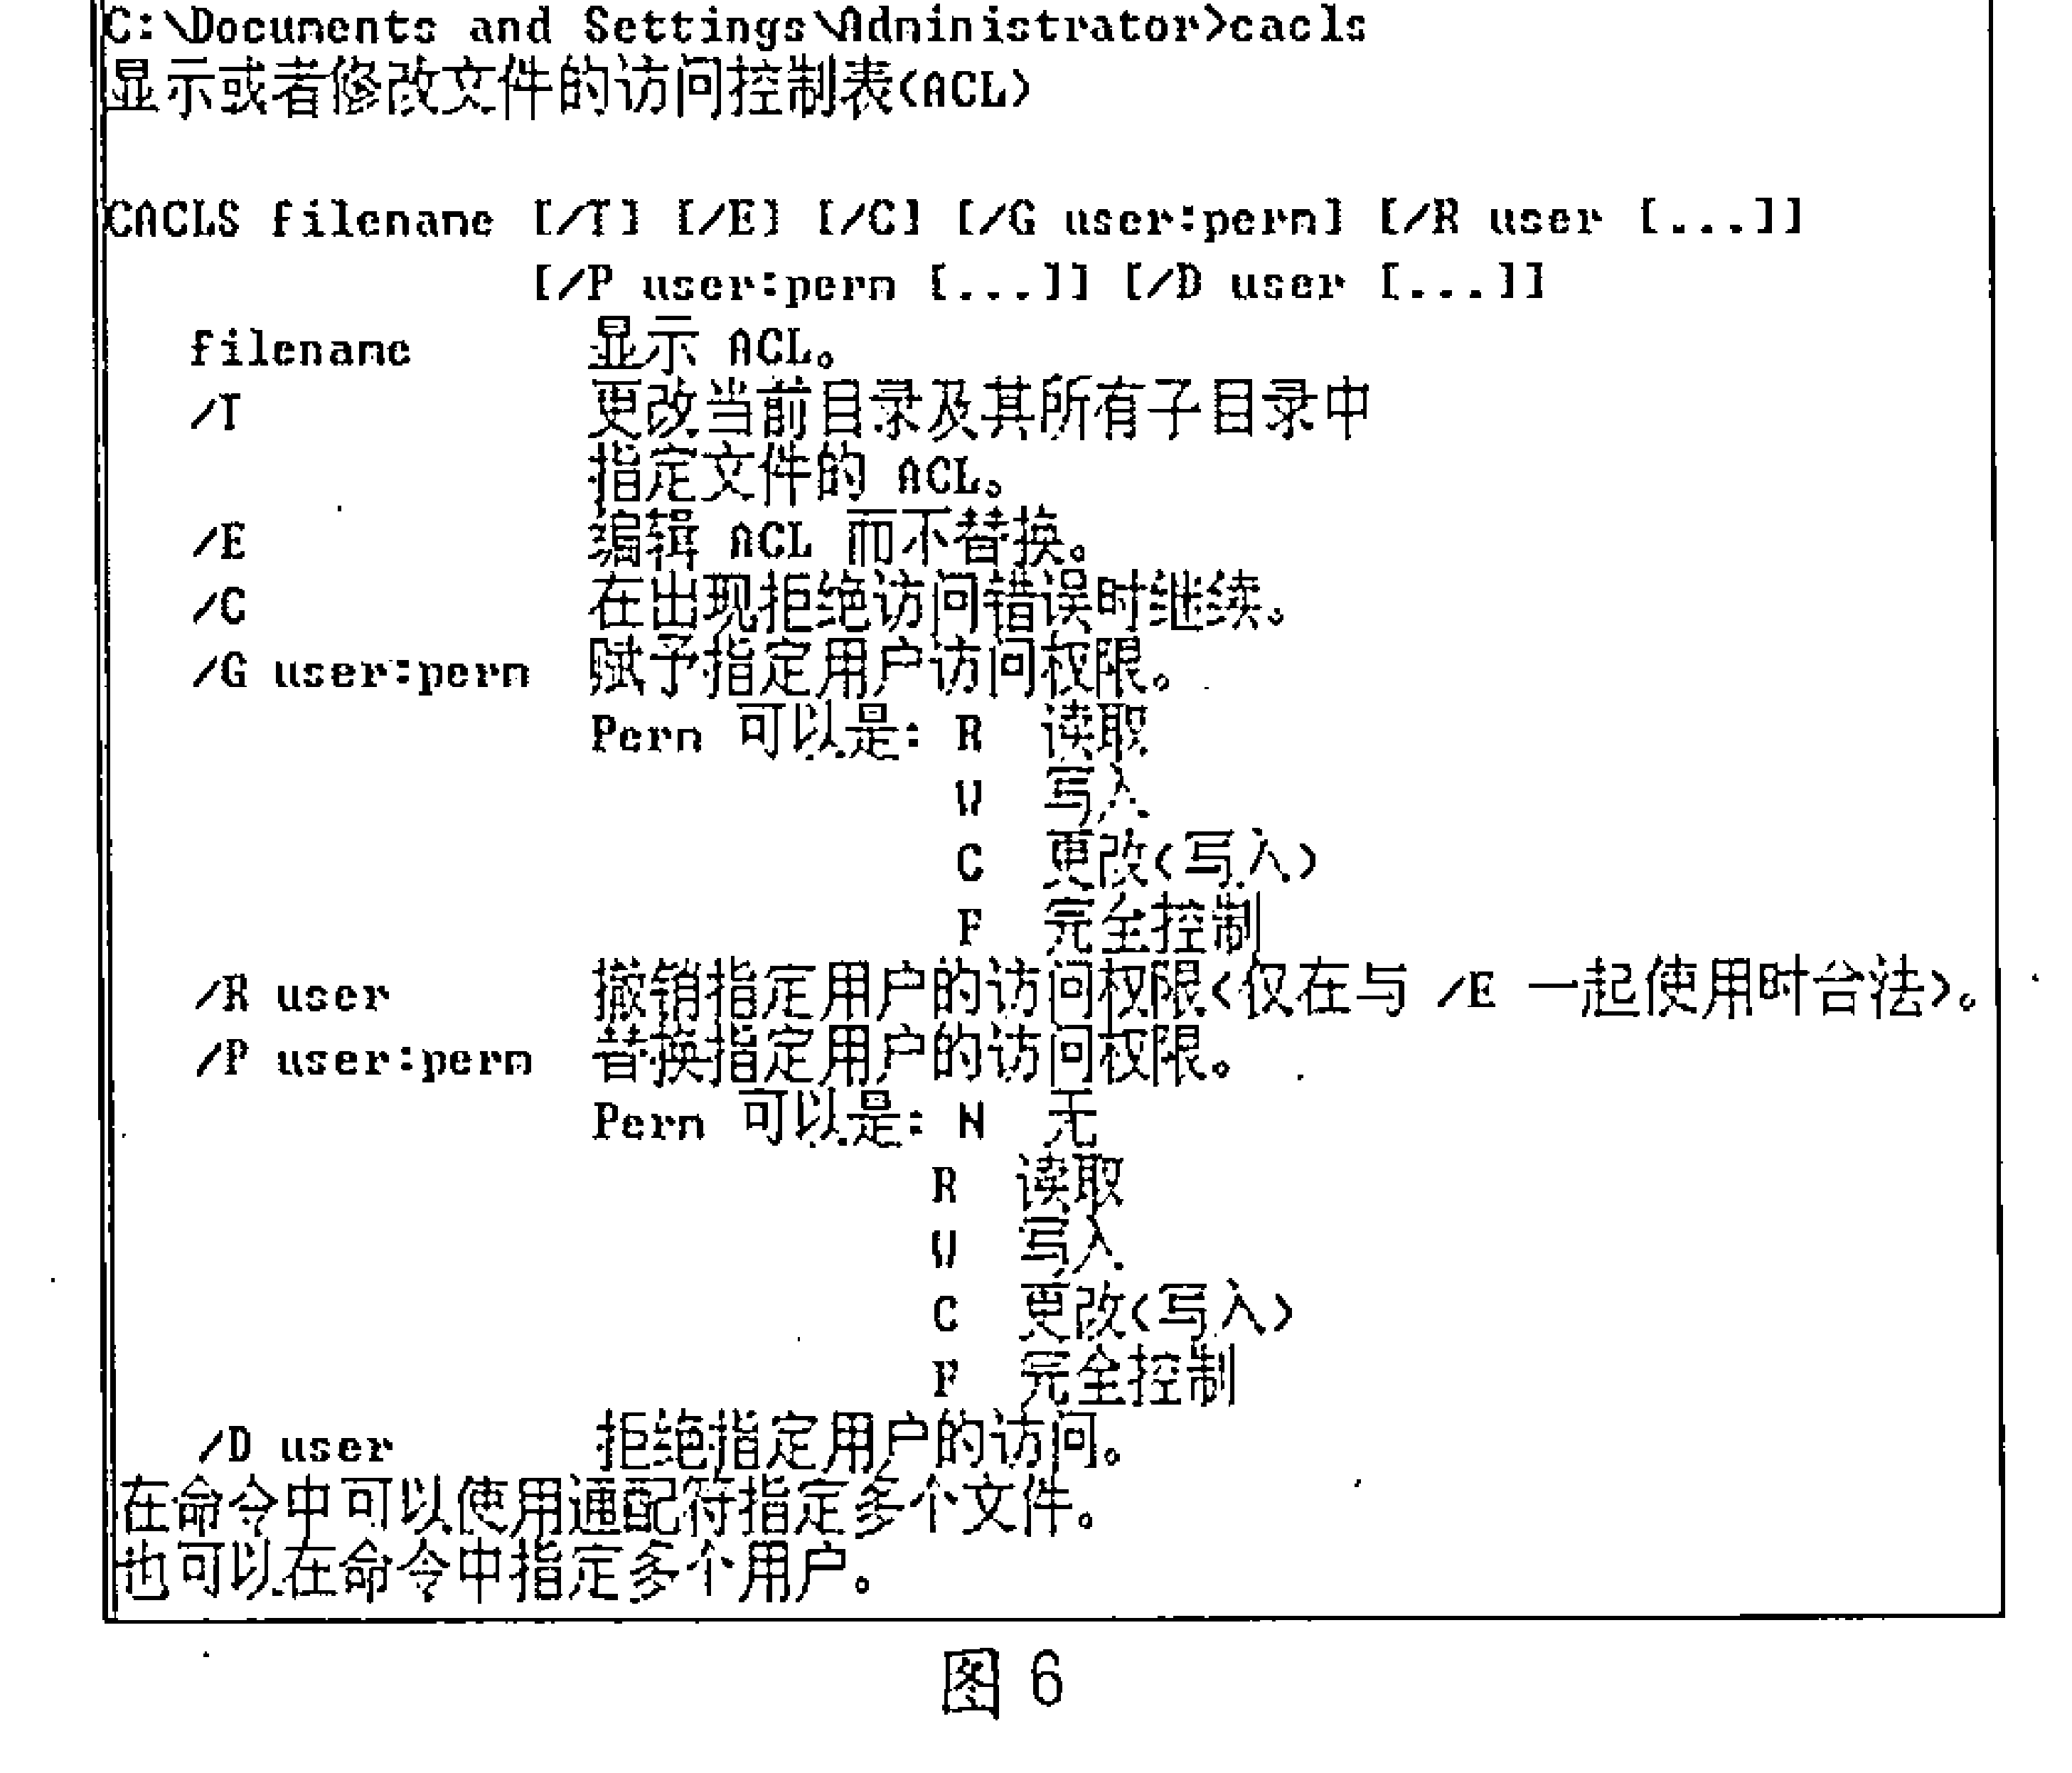 C:\Documents and Settings\Administrator>cacls
显示或者修改文件的访问控制表(ACL)
CACLS filename [/T] [/E] [/C] [/G user:perm] [/R user [...]]
[/P user:perm [...]] [/D user [...]]
filename 显示 ACL。
/T 更改当前目录及其所有子目录中
指定文件的 ACL。
/E 编辑 ACL 而不替换。
/C 在出现拒绝访问错误时继续。
/G user:perm 赋予指定用户访问权限。
Perm 可以是: R 读取
W 写入
C 更改(写入)
F 完全控制
/R user 撤销指定用户的访问权限(仅在与 /E 一起使用时合法)。
/P user:perm 替换指定用户的访问权限。
Perm 可以是: N 无
R 读取
W 写入
C 更改(写入)
F 完全控制
/D user 拒绝指定用户的访问。
在命令中可以使用通配符指定多个文件。
也可以在命令中指定多个用户。
图 6